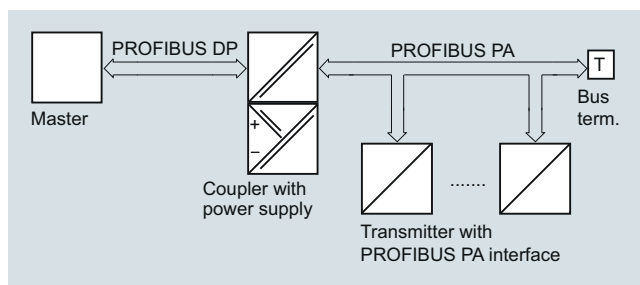 PROFIBUS DP
PROFIBUS PA
T
Master
Bus
term.
+
−
Coupler with
power supply
.......
Transmitter with
PROFIBUS PA interface